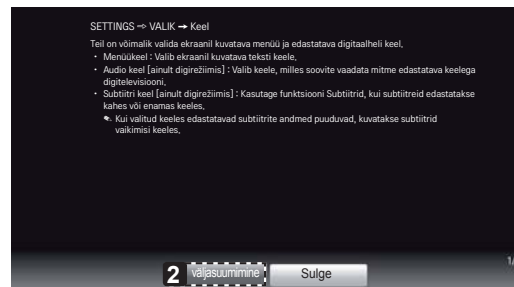 SETTINGS ⇨ VALIK ➙ Keel
Teil on võimalik valida ekraanil kuvatava menüü ja edastatava digitaalheli keel.
• Menüükeel : Valib ekraanil kuvatava teksti keele.
• Audio keel [ainult digirežiimis] : Valib keele, milles soovite vaadata mitme edastatava keelega
digitelevisiooni.
• Subtiitri keel [ainult digirežiimis] : Kasutage funktsiooni Subtiitrid, kui subtiitreid edastatakse
kahes või enamas keeles.
✎ Kui valitud keeles edastatavad subtiitrite andmed puuduvad, kuvatakse subtiitrid
vaikimisi keeles.
1/
2 väljasuumimine Sulge